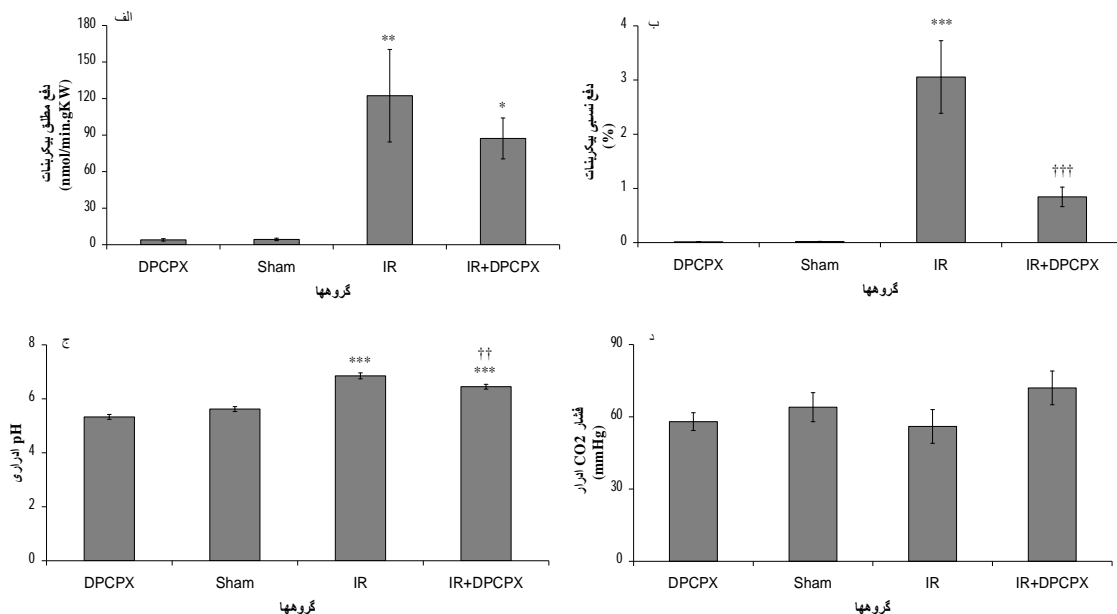 الف
180
150
120
90
60
30
0
دفع مطلق بیکربنات
(nmol/min.gKW)
**
*
DPCPX Sham IR IR+DPCPX
گروهها
ب
4
3
2
1
0
دفع نسبی بیکربنات
(%)
***
†††
DPCPX Sham IR IR+DPCPX
گروهها
ج
8
6
4
2
0
pH ادراری
***
††
***
DPCPX Sham IR IR+DPCPX
گروهها
د
90
60
30
0
فشار CO2 ادرار
(mmHg)
DPCPX Sham IR IR+DPCPX
گروهها